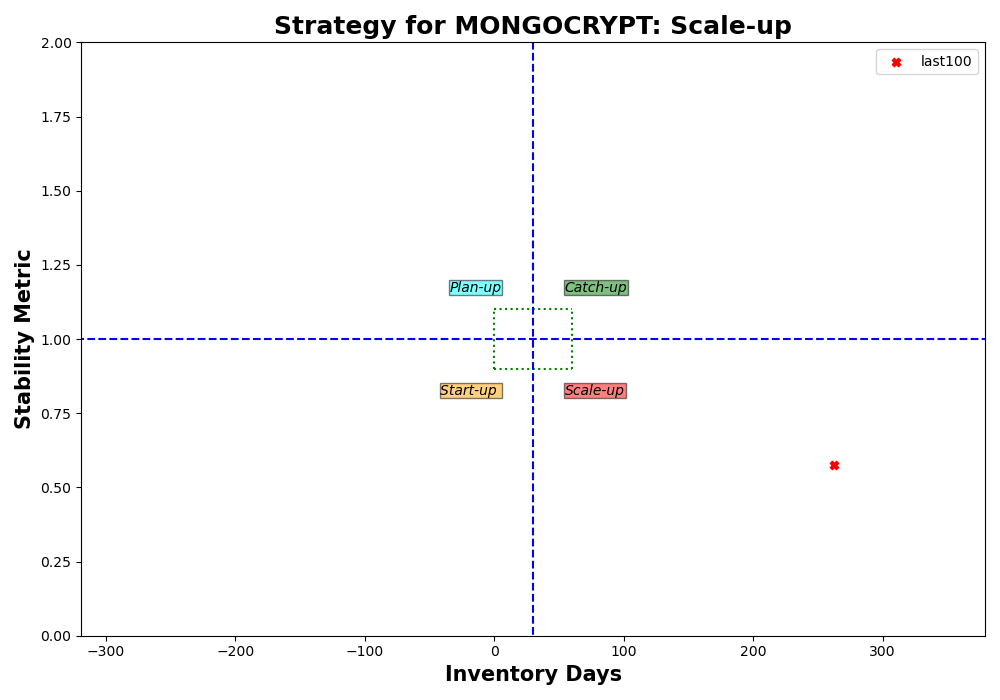 Strategy for MONGOCRYPT: Scale-up
last100
2.00
1.75
1.50
1.25
1.00
0.75
0.50
0.25
0.00
Stability Metric
Plan-up
Catch-up
Start-up
Scale-up
−300
−200
−100
0
100
200
300
Inventory Days